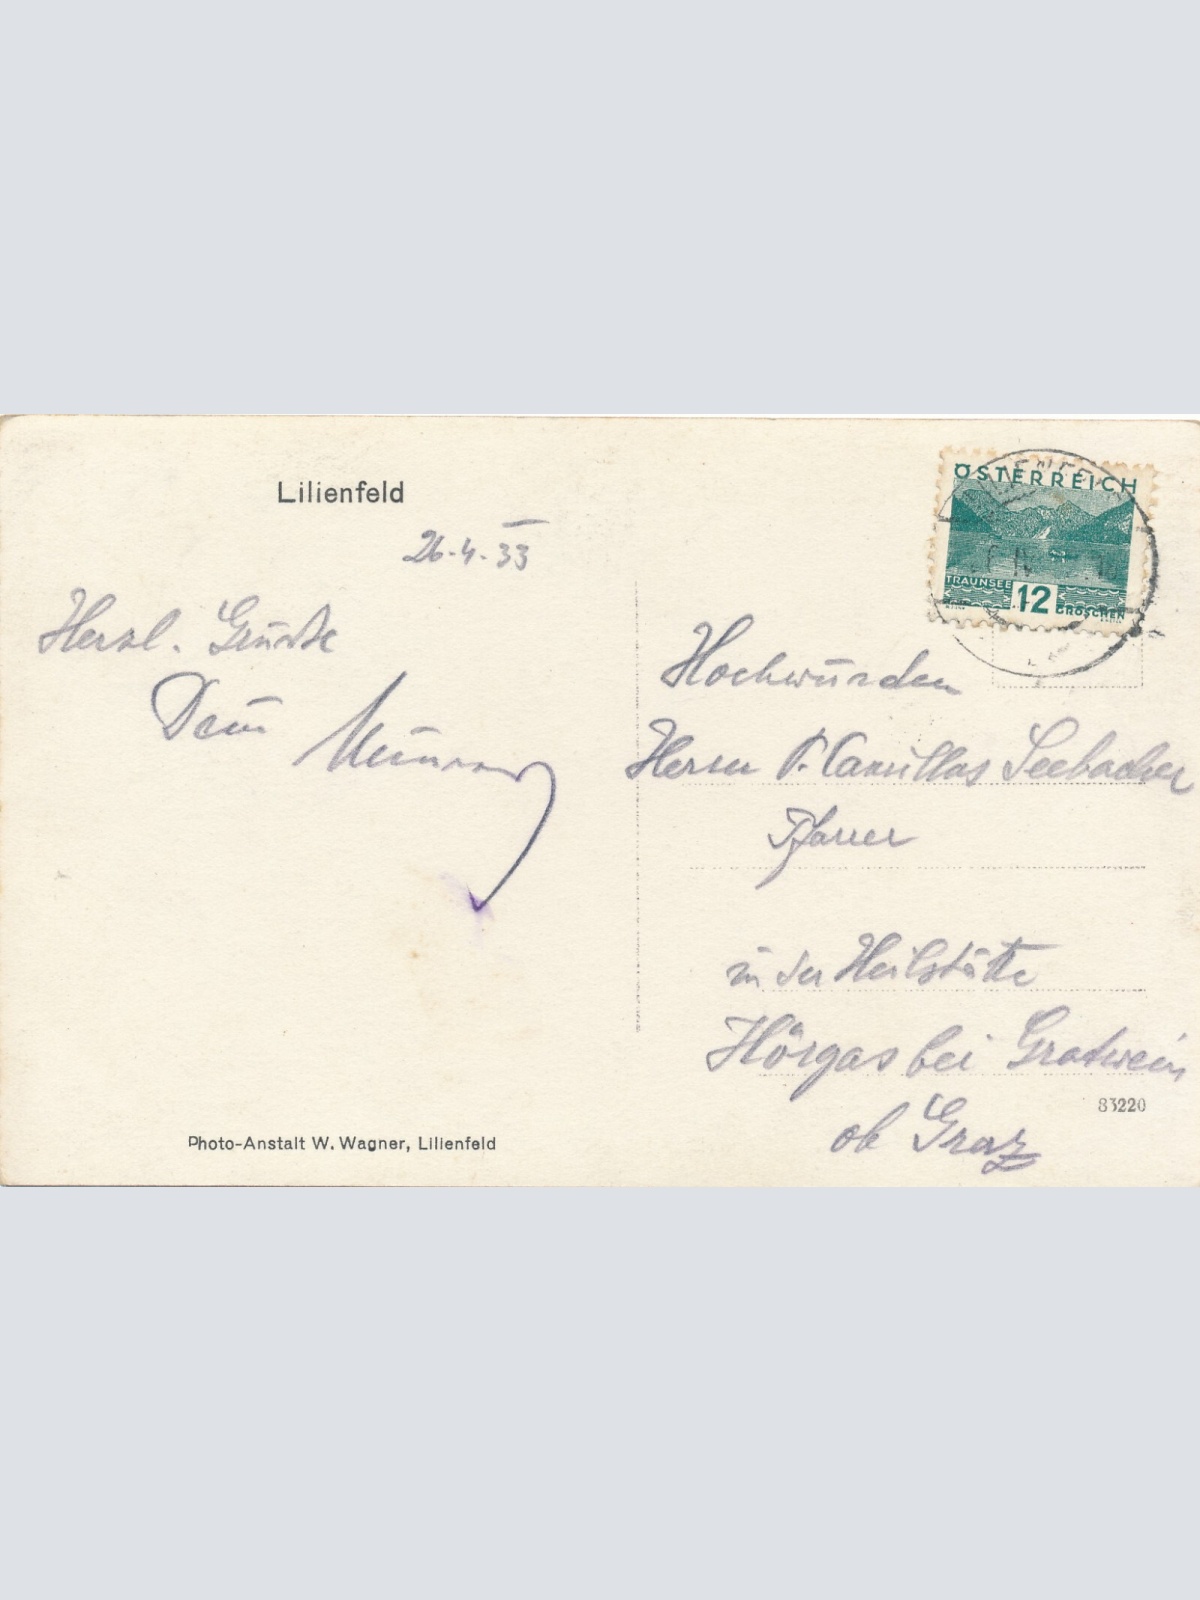 Lilienfeld
26.4.33
Herzl. Grüße
Dein
ÖSTERREICH
TRAUNSEE
12
GROSCHEN
Hochwürden
Herrn P. Camillas Seebacher
Pfarrer
in der Heilstätte
Hörgas bei Gratwein
83220
ob Graz
Photo-Anstalt W. Wagner, Lilienfeld